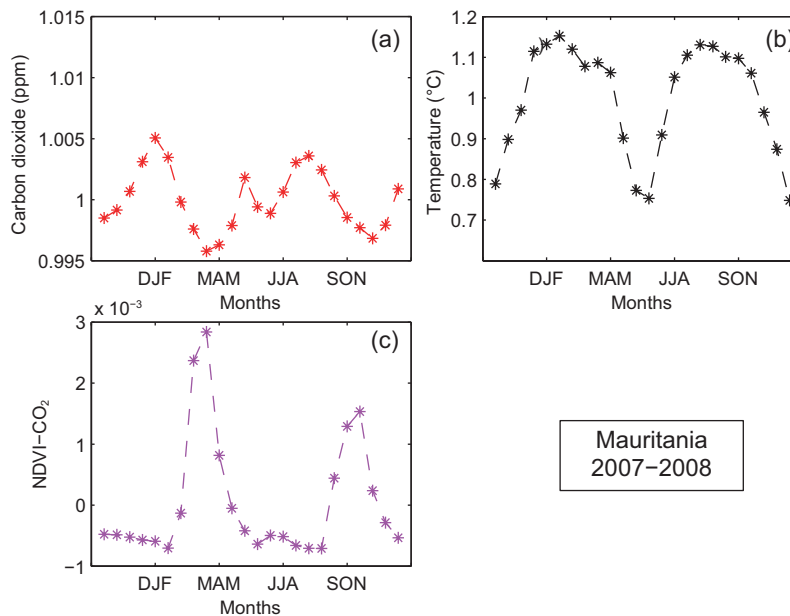 (a)
Carbon dioxide (ppm)
1.015
1.01
1.005
1
0.995
DJF MAM JJA SON
Months
(b)
Temperature (°C)
1.2
1.1
1
0.9
0.8
0.7
DJF MAM JJA SON
Months
x 10⁻³
(c)
NDVI−CO₂
3
2
1
0
−1
DJF MAM JJA SON
Months
Mauritania
2007−2008